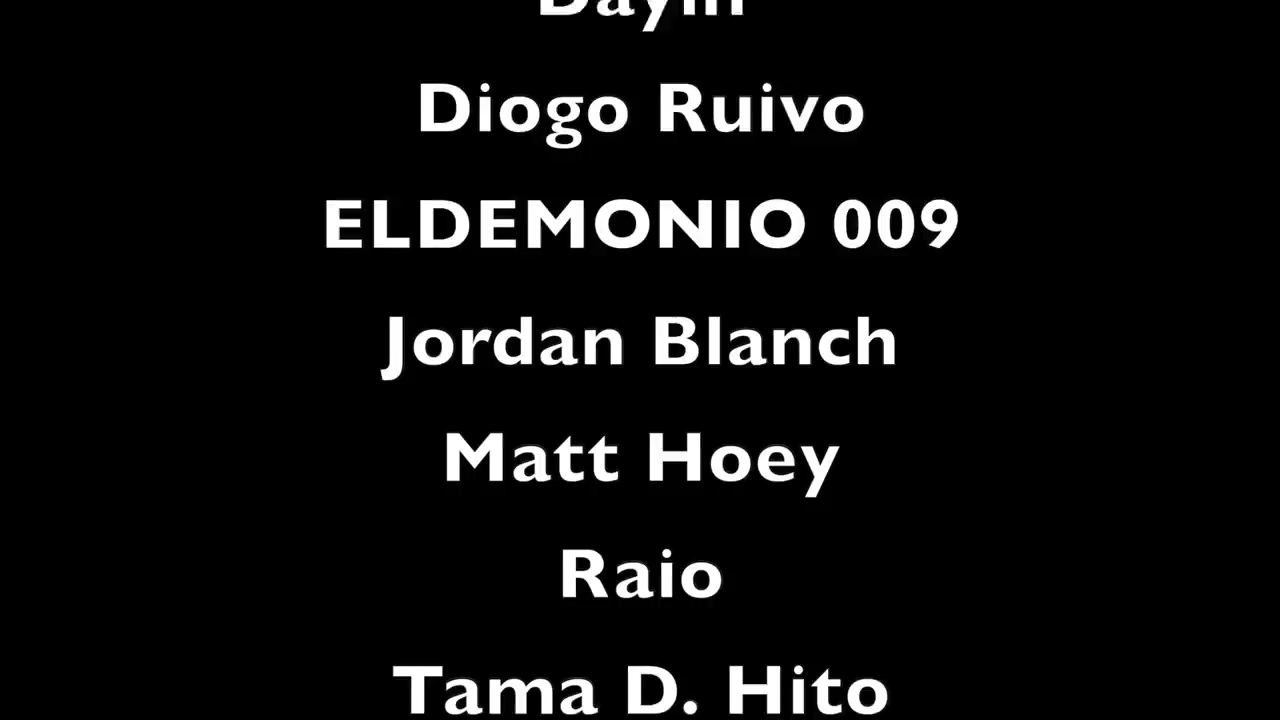 Diogo Ruivo
ELDEMONIO 009
Jordan Blanch
Matt Hoey
Raio
Tama D. Hito